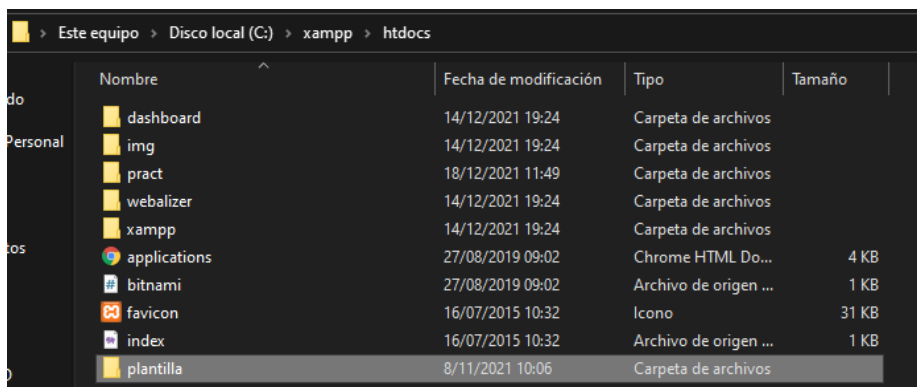 Este equipo > Disco local (C:) > xampp > htdocs
Nombre Fecha de modificación Tipo Tamaño
do
dashboard 14/12/2021 19:24 Carpeta de archivos
Personal
img 14/12/2021 19:24 Carpeta de archivos
pract 18/12/2021 11:49 Carpeta de archivos
webalizer 14/12/2021 19:24 Carpeta de archivos
tos
xampp 14/12/2021 19:24 Carpeta de archivos
applications 27/08/2019 09:02 Chrome HTML Do... 4 KB
bitnami 27/08/2019 09:02 Archivo de origen ... 1 KB
favicon 16/07/2015 10:32 Icono 31 KB
index 16/07/2015 10:32 Archivo de origen ... 1 KB
plantilla 8/11/2021 10:06 Carpeta de archivos